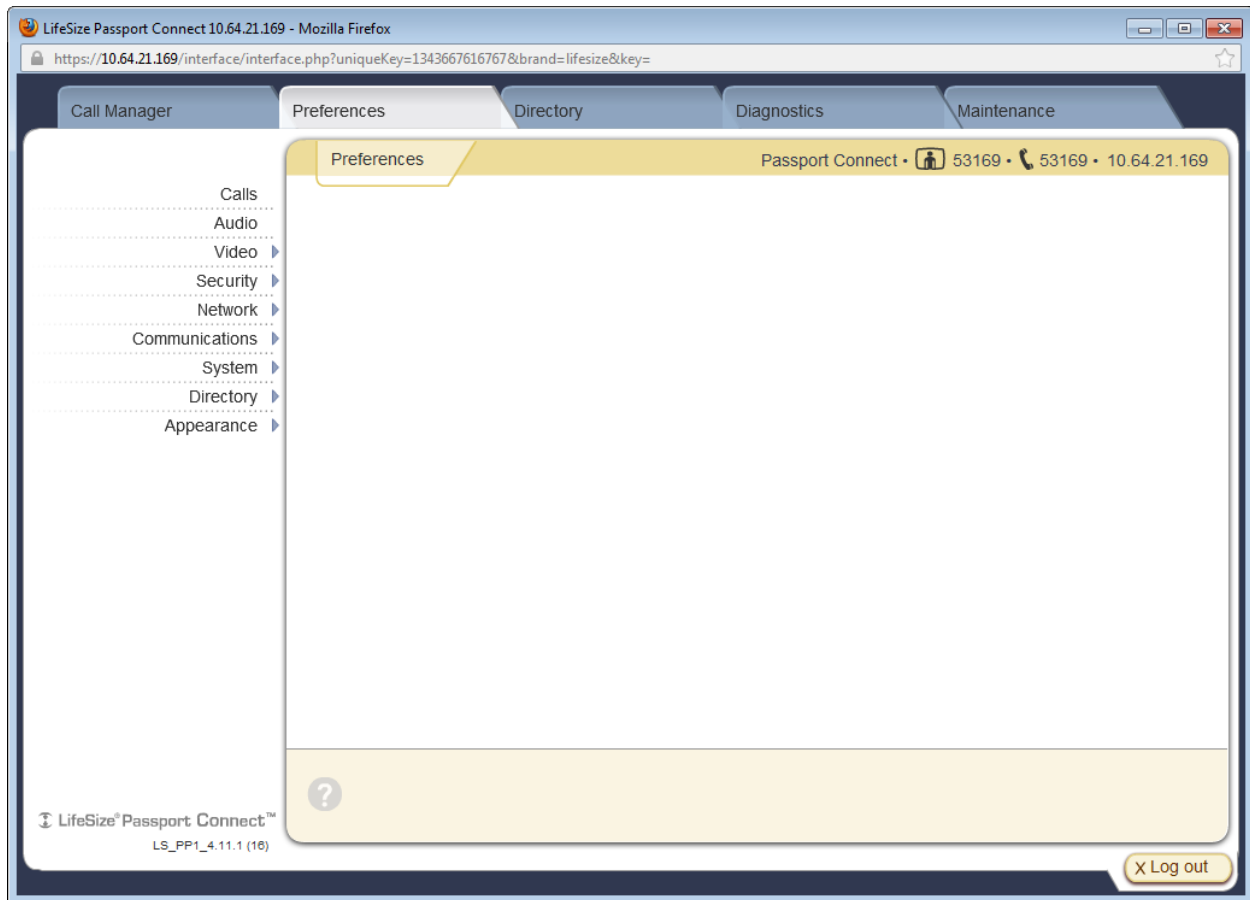 LifeSize Passport Connect 10.64.21.169 - Mozilla Firefox
https://10.64.21.169/interface/interface.php?uniqueKey=1343667616767&brand=lifesize&key=
Call Manager Preferences Directory Diagnostics Maintenance
Preferences Passport Connect • 53169 • 53169 • 10.64.21.169
Calls
Audio
Video
Security
Network
Communications
System
Directory
Appearance
?
LifeSize® Passport Connect™
LS_PP1_4.11.1 (16)
X Log out